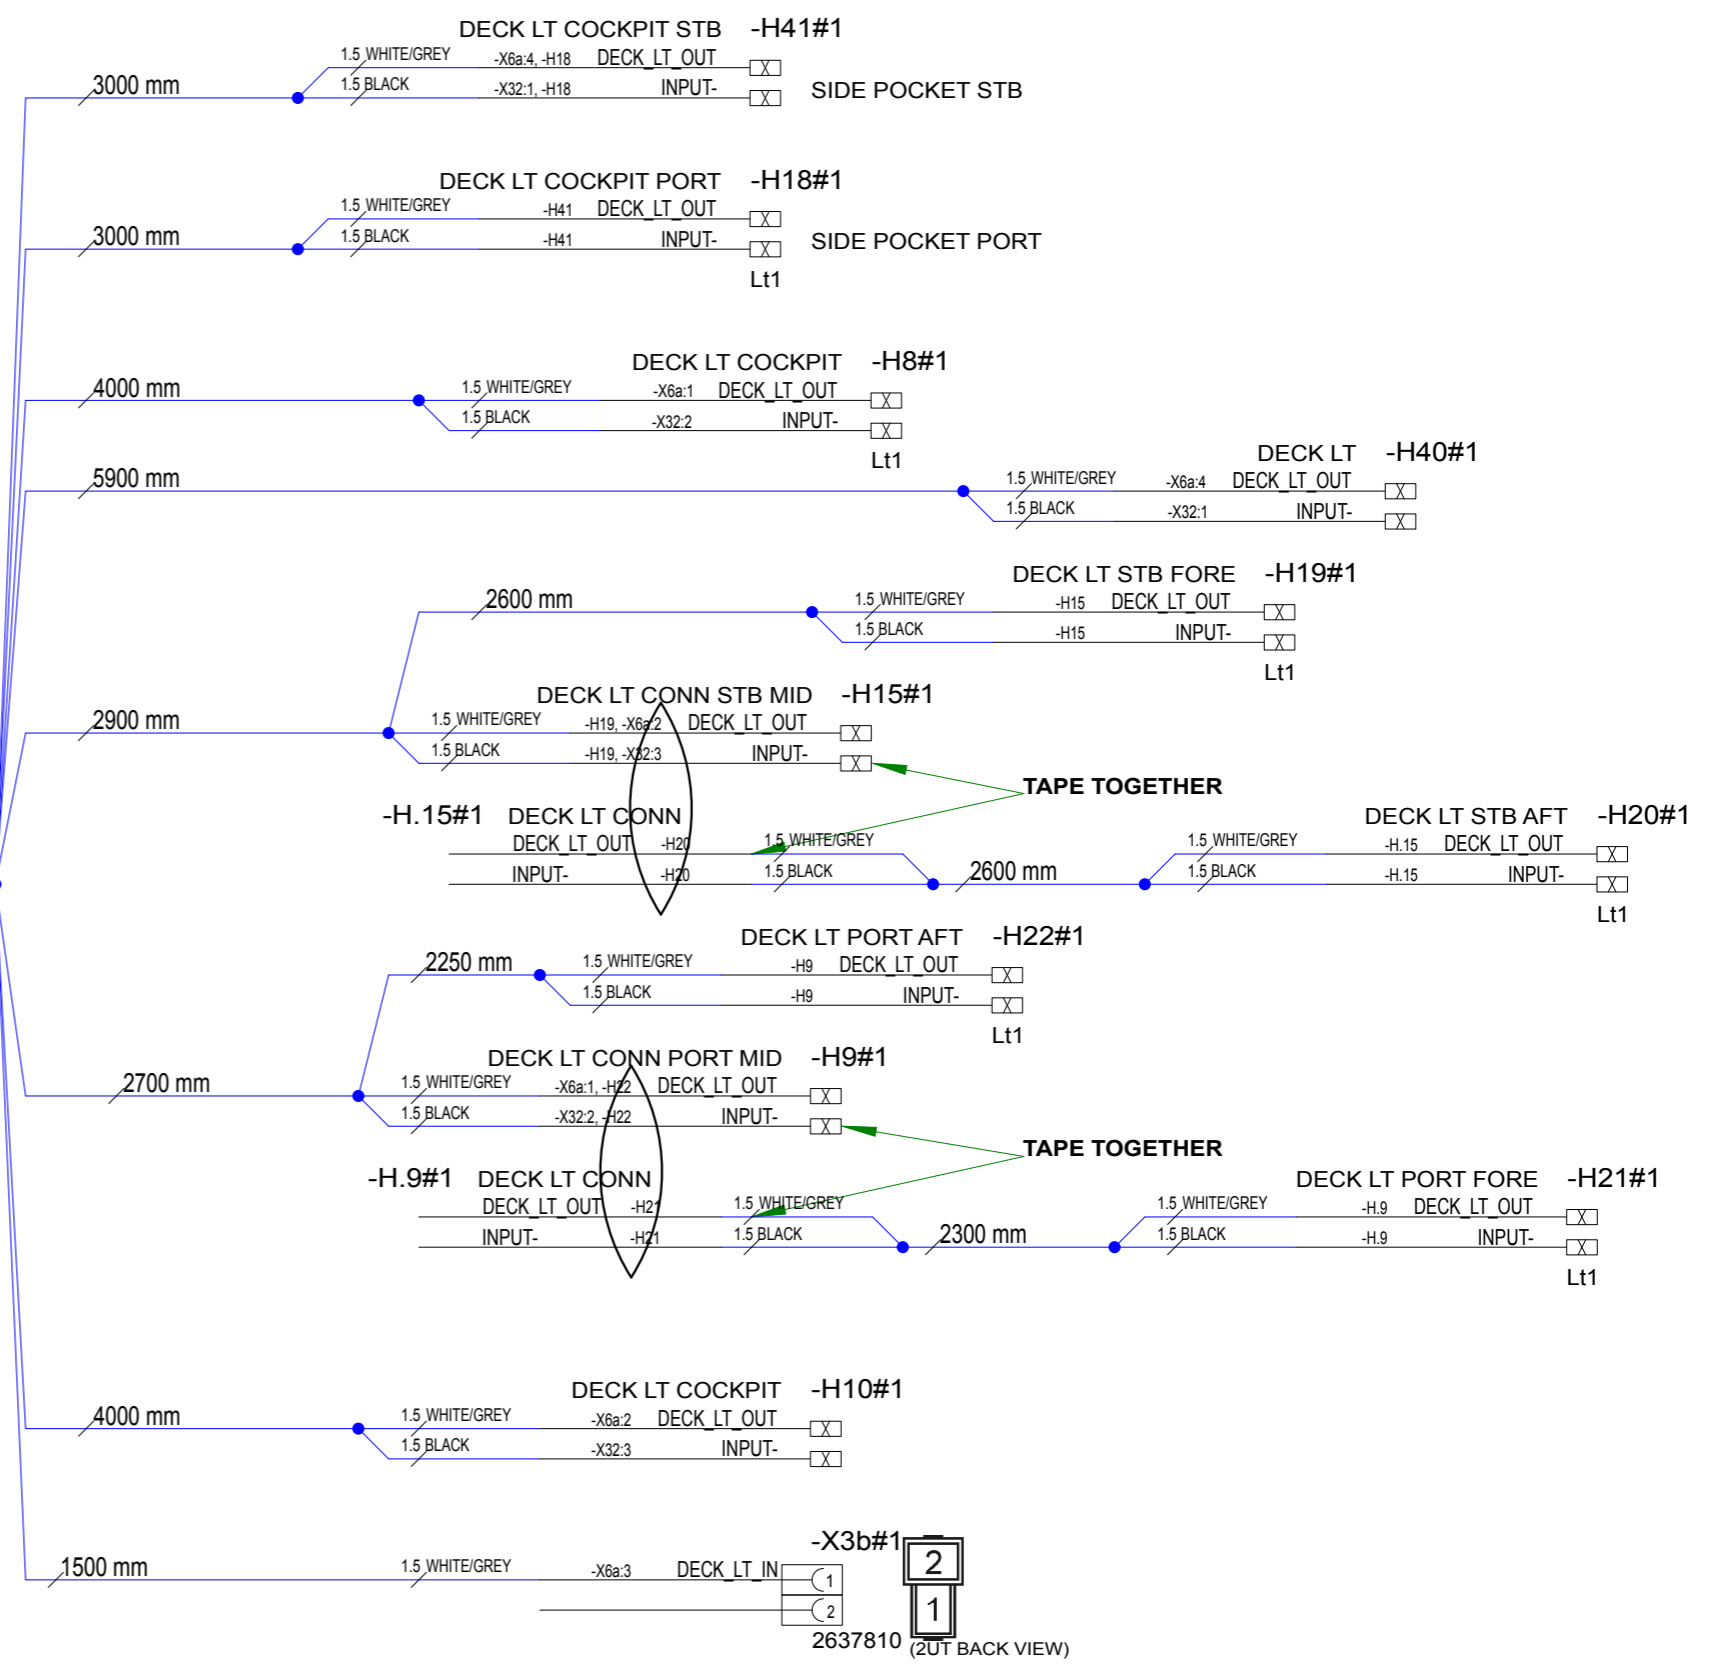 DECK LT COCKPIT STB -H41#1
1.5 WHITE/GREY -X6a:4, -H18 DECK_LT_OUT X
3000 mm 1.5 BLACK -X32:1, -H18 INPUT- X SIDE POCKET STB
DECK LT COCKPIT PORT -H18#1
1.5 WHITE/GREY -H41 DECK_LT_OUT X
3000 mm 1.5 BLACK -H41 INPUT- X SIDE POCKET PORT
Lt1
DECK LT COCKPIT -H8#1
4000 mm 1.5 WHITE/GREY -X6a:1 DECK_LT_OUT X
1.5 BLACK -X32:2 INPUT- X
Lt1
DECK LT -H40#1
5900 mm 1.5 WHITE/GREY -X6a:4 DECK_LT_OUT X
1.5 BLACK -X32:1 INPUT- X
DECK LT STB FORE -H19#1
2600 mm 1.5 WHITE/GREY -H15 DECK_LT_OUT X
1.5 BLACK -H15 INPUT- X
Lt1
DECK LT CONN STB MID -H15#1
2900 mm 1.5 WHITE/GREY -H19, -X6a:2 DECK_LT_OUT X
1.5 BLACK -H19, -X32:3 INPUT- X
TAPE TOGETHER
-H.15#1 DECK LT CONN DECK LT STB AFT -H20#1
DECK_LT_OUT -H20 1.5 WHITE/GREY 1.5 WHITE/GREY -H.15 DECK_LT_OUT X
INPUT- -H20 1.5 BLACK 2600 mm 1.5 BLACK -H.15 INPUT- X
Lt1
DECK LT PORT AFT -H22#1
2250 mm 1.5 WHITE/GREY -H9 DECK_LT_OUT X
1.5 BLACK -H9 INPUT- X
Lt1
DECK LT CONN PORT MID -H9#1
2700 mm 1.5 WHITE/GREY -X6a:1, -H22 DECK_LT_OUT X
1.5 BLACK -X32:2, -H22 INPUT- X
TAPE TOGETHER
-H.9#1 DECK LT CONN DECK LT PORT FORE -H21#1
DECK_LT_OUT -H21 1.5 WHITE/GREY 1.5 WHITE/GREY -H.9 DECK_LT_OUT X
INPUT- -H21 1.5 BLACK 2300 mm 1.5 BLACK -H.9 INPUT- X
Lt1
DECK LT COCKPIT -H10#1
4000 mm 1.5 WHITE/GREY -X6a:2 DECK_LT_OUT X
1.5 BLACK -X32:3 INPUT- X
-X3b#1
1500 mm 1.5 WHITE/GREY -X6a:3 DECK_LT_IN 1 2
2 1
2637810 (2UT BACK VIEW)